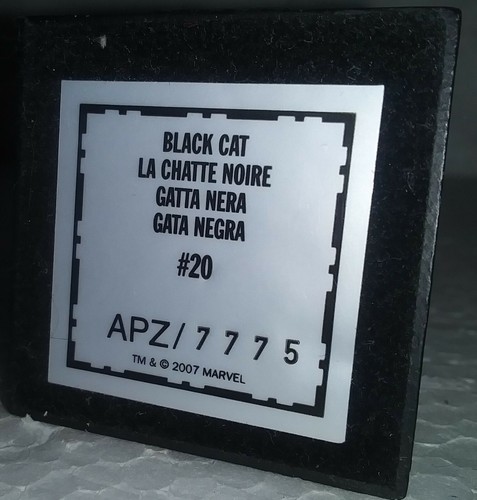 BLACK CAT
LA CHATTE NOIRE
GATTA NERA
GATA NEGRA
#20
APZ/7775
TM & © 2007 MARVEL